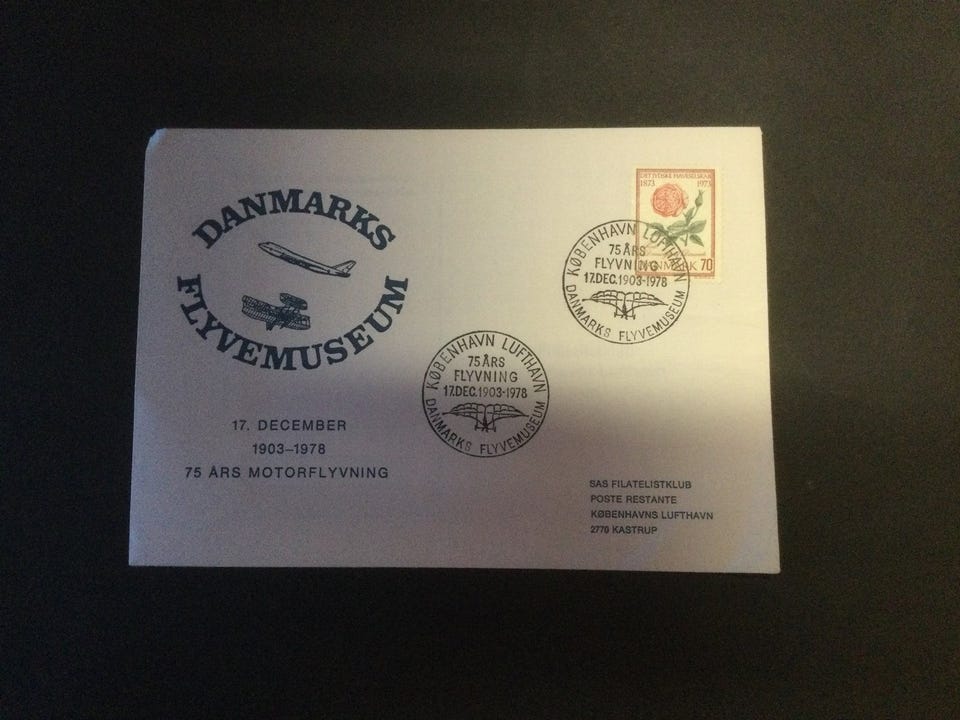 DANMARKS
FLYVEMUSEUM
17. DECEMBER
1903–1978
75 ÅRS MOTORFLYVNING
DET JYDSKE HAVESELSKAB
1873 1973
DANMARK 70
KØBENHAVN LUFTHAVN
75 ÅRS
FLYVNING
17.DEC.1903-1978
DANMARKS FLYVEMUSEUM
KØBENHAVN LUFTHAVN
75 ÅRS
FLYVNING
17.DEC.1903-1978
DANMARKS FLYVEMUSEUM
SAS FILATELISTKLUB
POSTE RESTANTE
KØBENHAVNS LUFTHAVN
2770 KASTRUP